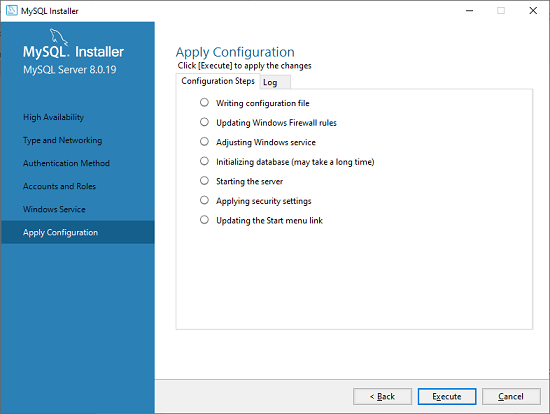 MySQL Installer
MySQL. Installer
MySQL Server 8.0.19
High Availability
Type and Networking
Authentication Method
Accounts and Roles
Windows Service
Apply Configuration
Apply Configuration
Click [Execute] to apply the changes
Configuration Steps
Log
Writing configuration file
Updating Windows Firewall rules
Adjusting Windows service
Initializing database (may take a long time)
Starting the server
Applying security settings
Updating the Start menu link
< Back
Execute
Cancel